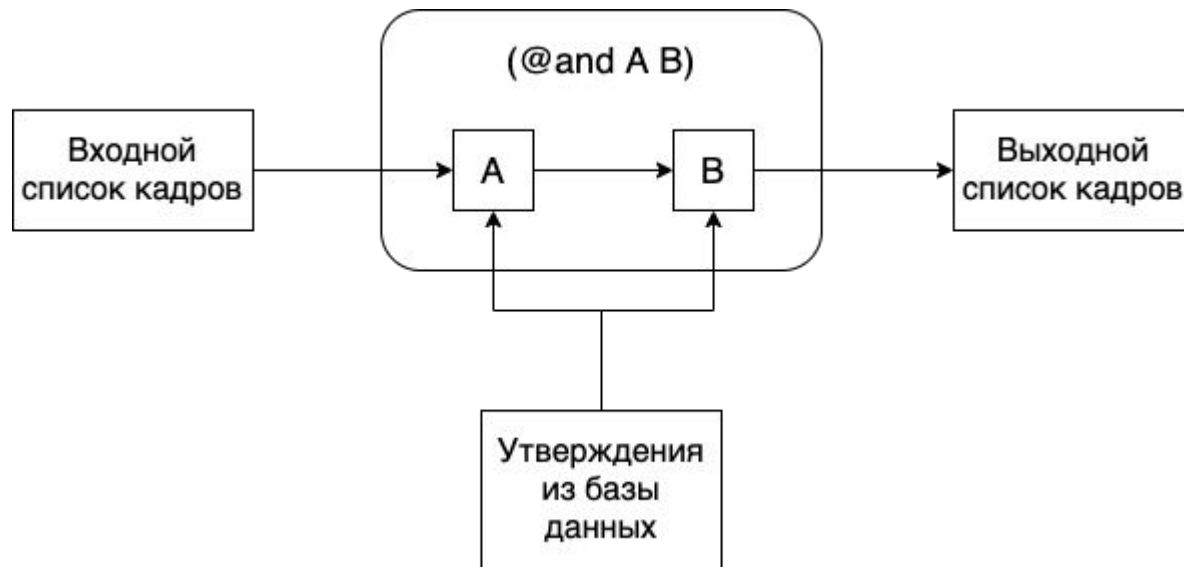 (@and A B)
Входной
список кадров
A
B
Выходной
список кадров
Утверждения
из базы
данных